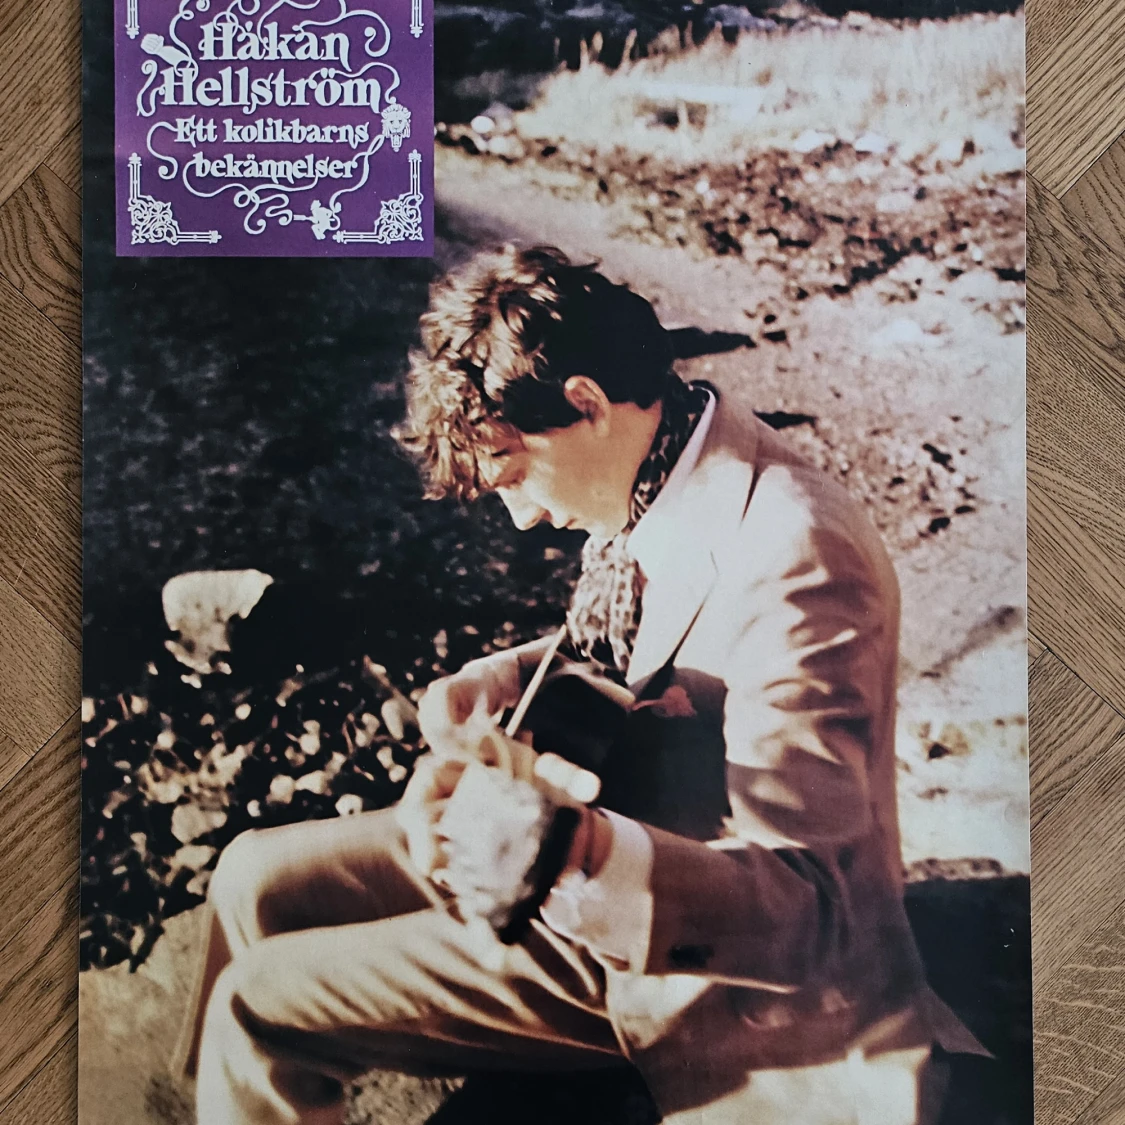 Håkan
Hellström
Ett kolikbarns
bekännelser